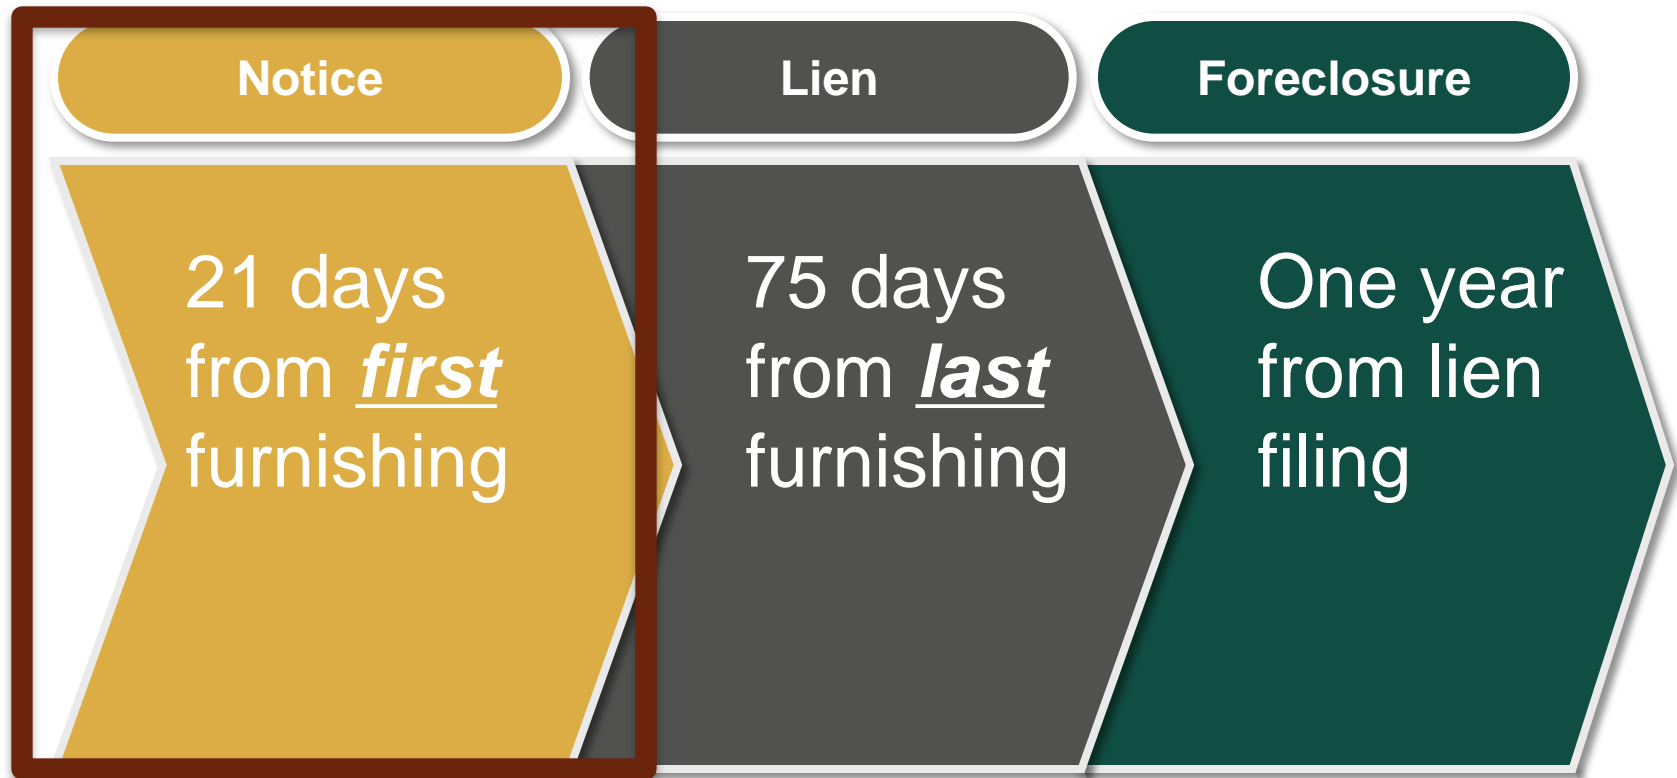 Notice
Lien
Foreclosure
21 days
from first
furnishing
75 days
from last
furnishing
One year
from lien
filing